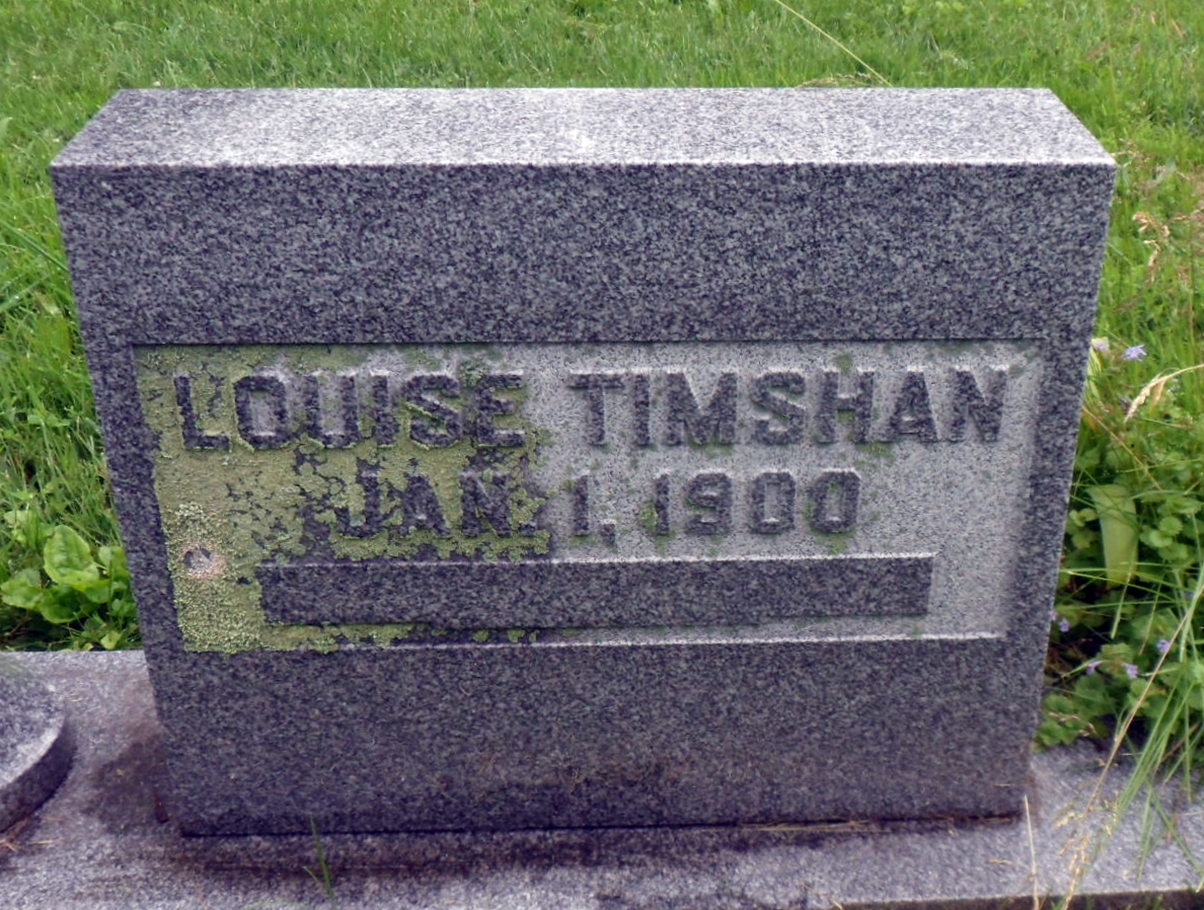 LOUISE TIMSHAN
JAN. 1, 1900